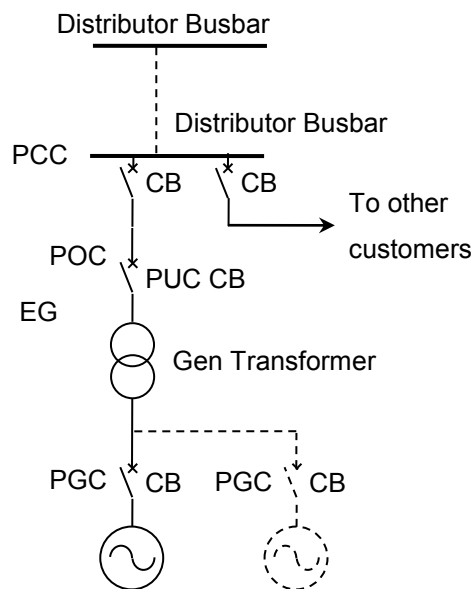 Distributor Busbar
Distributor Busbar
PCC
CB
CB
To other
customers
POC
PUC CB
EG
Gen Transformer
PGC
CB
PGC
CB